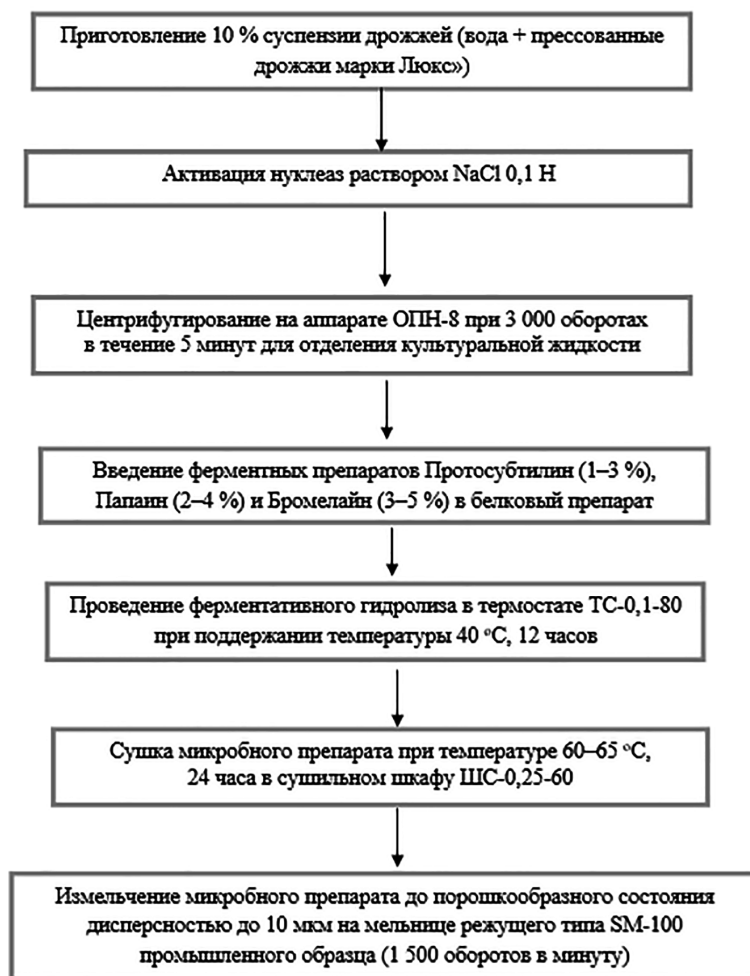 Приготовление 10 % суспензии дрожжей (вода + прессованные
дрожжи марки Люкс»)
Активация нуклеаз раствором NaCl 0,1 Н
Центрифугирование на аппарате ОПН-8 при 3 000 оборотах
в течение 5 минут для отделения культуральной жидкости
Введение ферментных препаратов Протосубтилин (1–3 %),
Папаин (2–4 %) и Бромелайн (3–5 %) в белковый препарат
Проведение ферментативного гидролиза в термостате ТС-0,1-80
при поддержании температуры 40 °С, 12 часов
Сушка микробного препарата при температуре 60–65 °С,
24 часа в сушильном шкафу ШС-0,25-60
Измельчение микробного препарата до порошкообразного состояния
дисперсностью до 10 мкм на мельнице режущего типа SM-100
промышленного образца (1 500 оборотов в минуту)